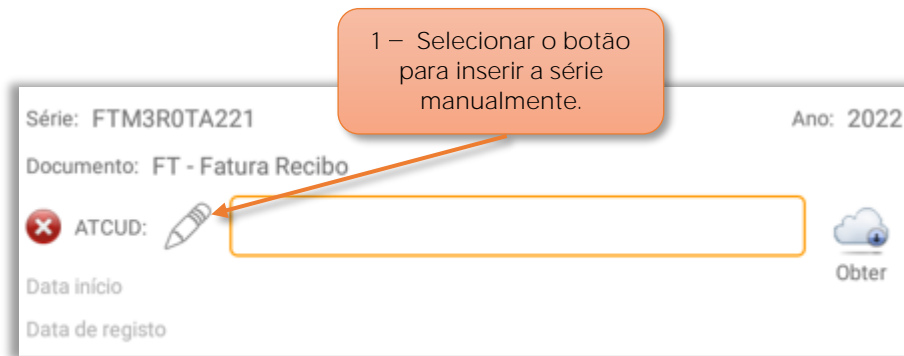 1 – Selecionar o botão
para inserir a série
manualmente.
Série: FTM3R0TA221
Ano: 2022
Documento: FT - Fatura Recibo
ATCUD:
Obter
Data início
Data de registo